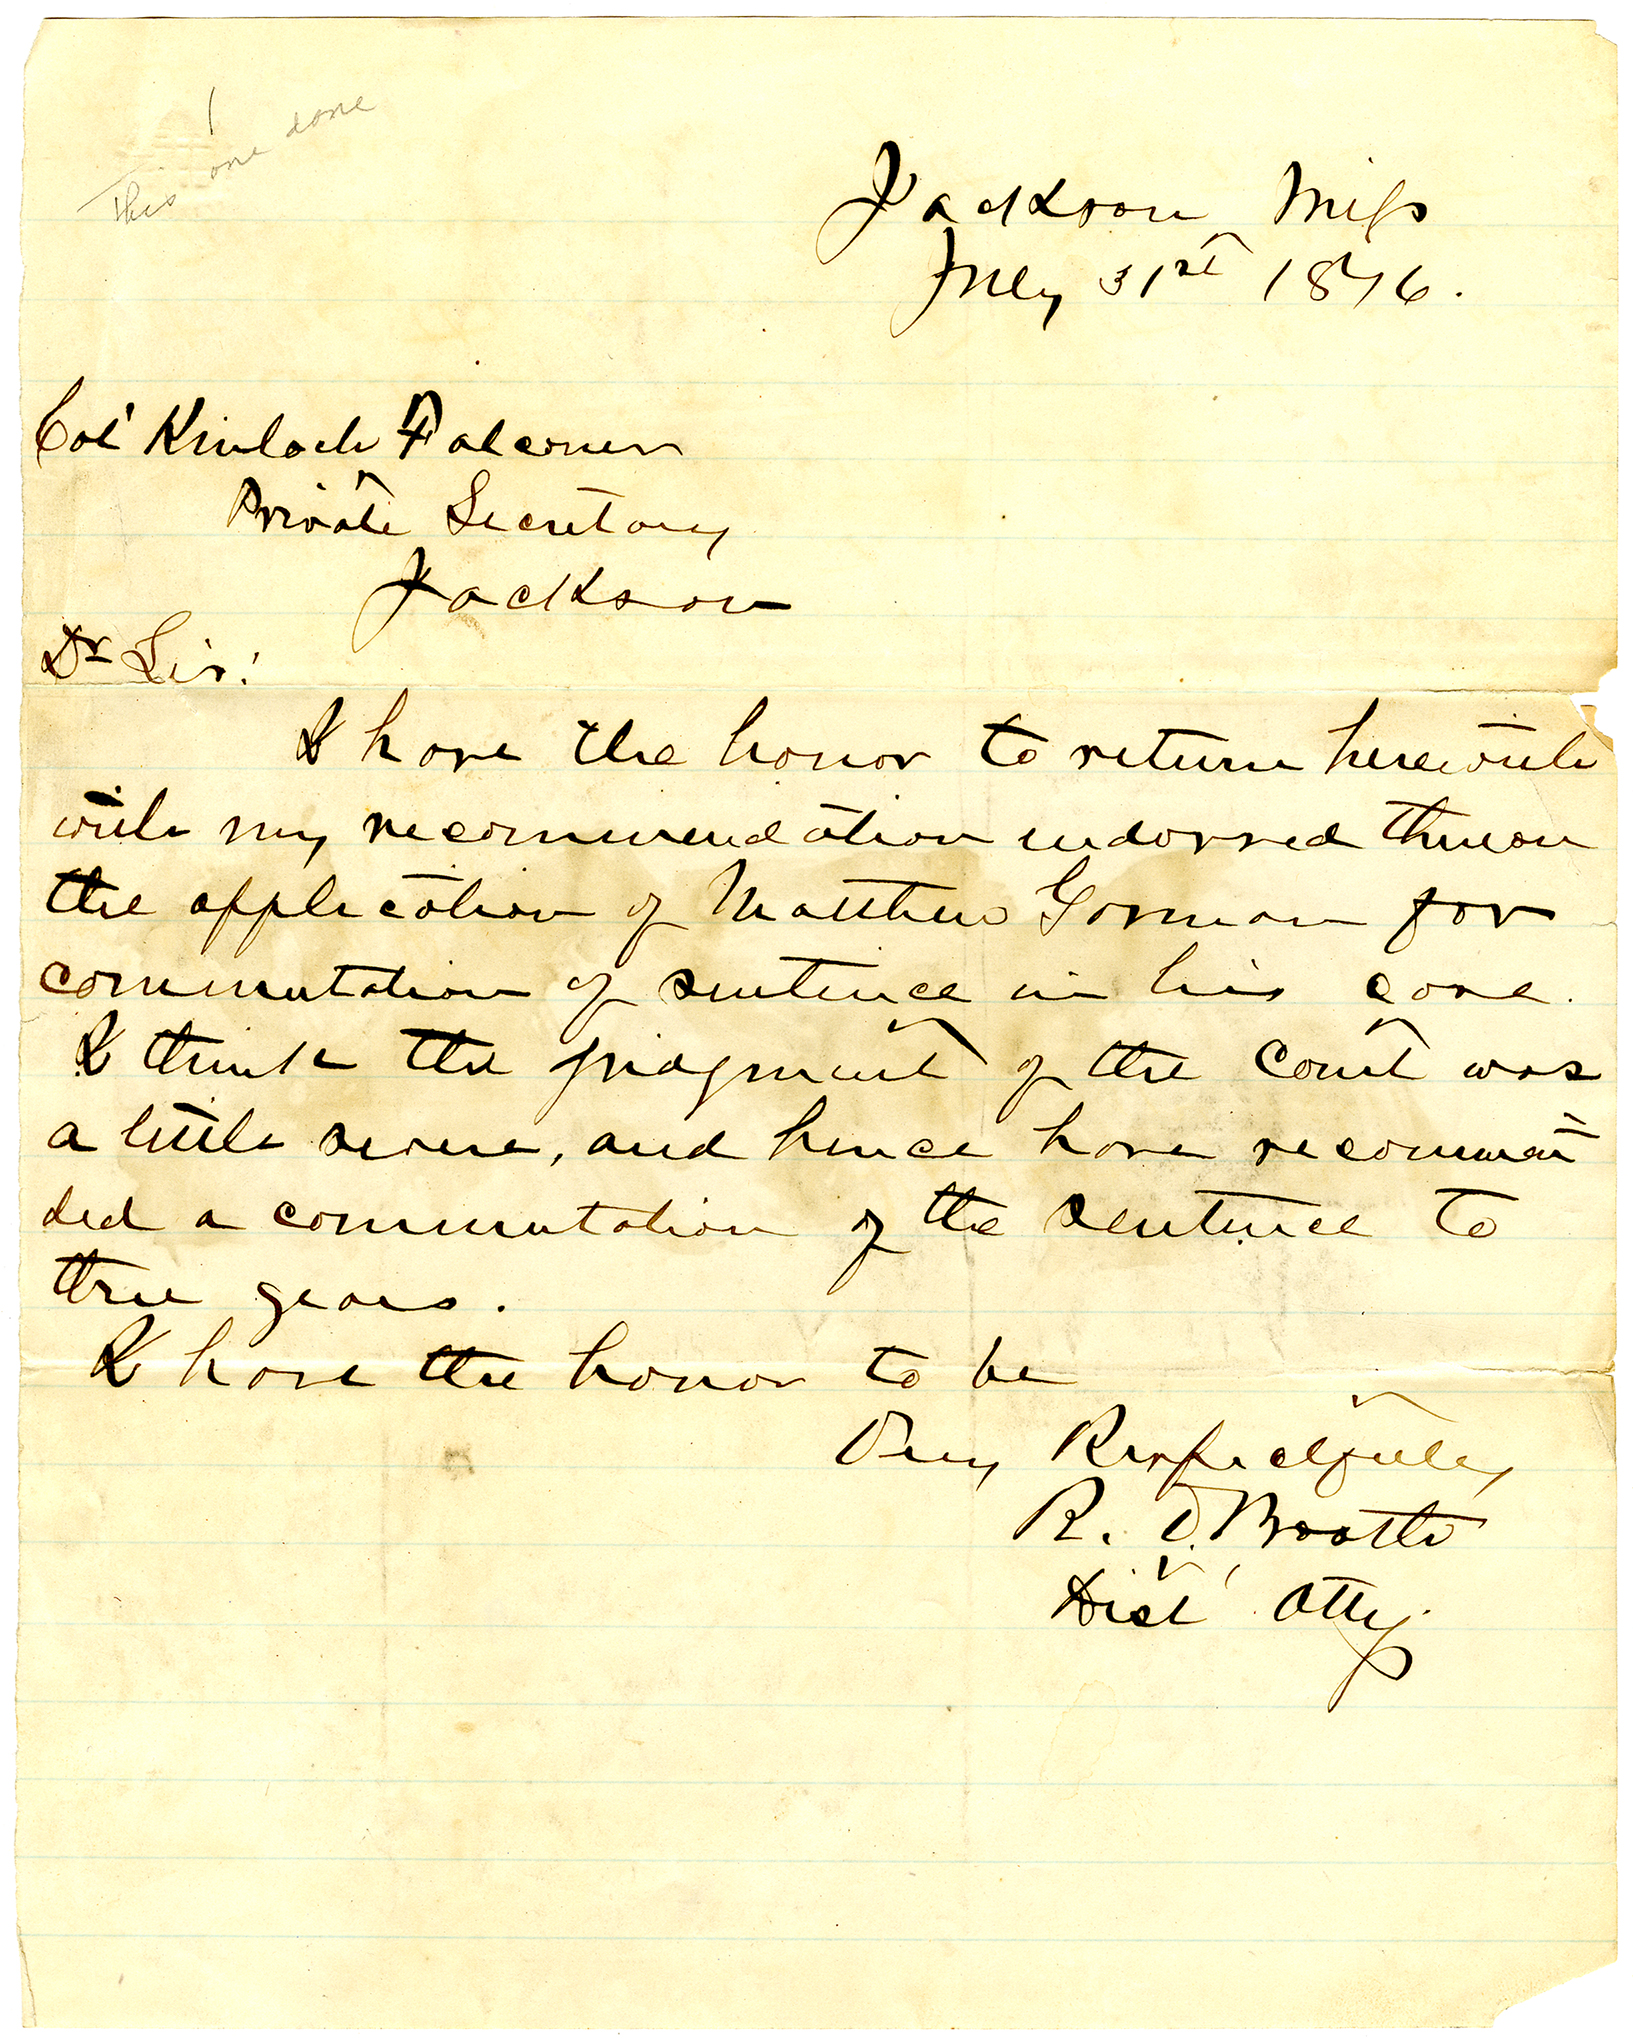 1
This one done
Jackson Miss
July 31st 1876.
Col Kinloch Falconer
Private Secretary
Jackson
Dr Sir!
I have the honor to return herewith
with my recommendation endorsed thereon
the application of Matthew Gorman for
commutation of sentence in his case.
I think the judgment of the Court was
a little severe, and hence have recommen
ded a commutation of the sentence to
three years.
I have the honor to be
Very Respectfully
R.
Dist Atty.